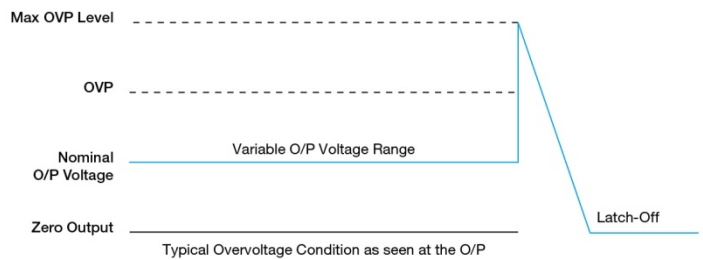 Max OVP Level
OVP
Variable O/P Voltage Range
Nominal
O/P Voltage
Zero Output
Latch-Off
Typical Overvoltage Condition as seen at the O/P